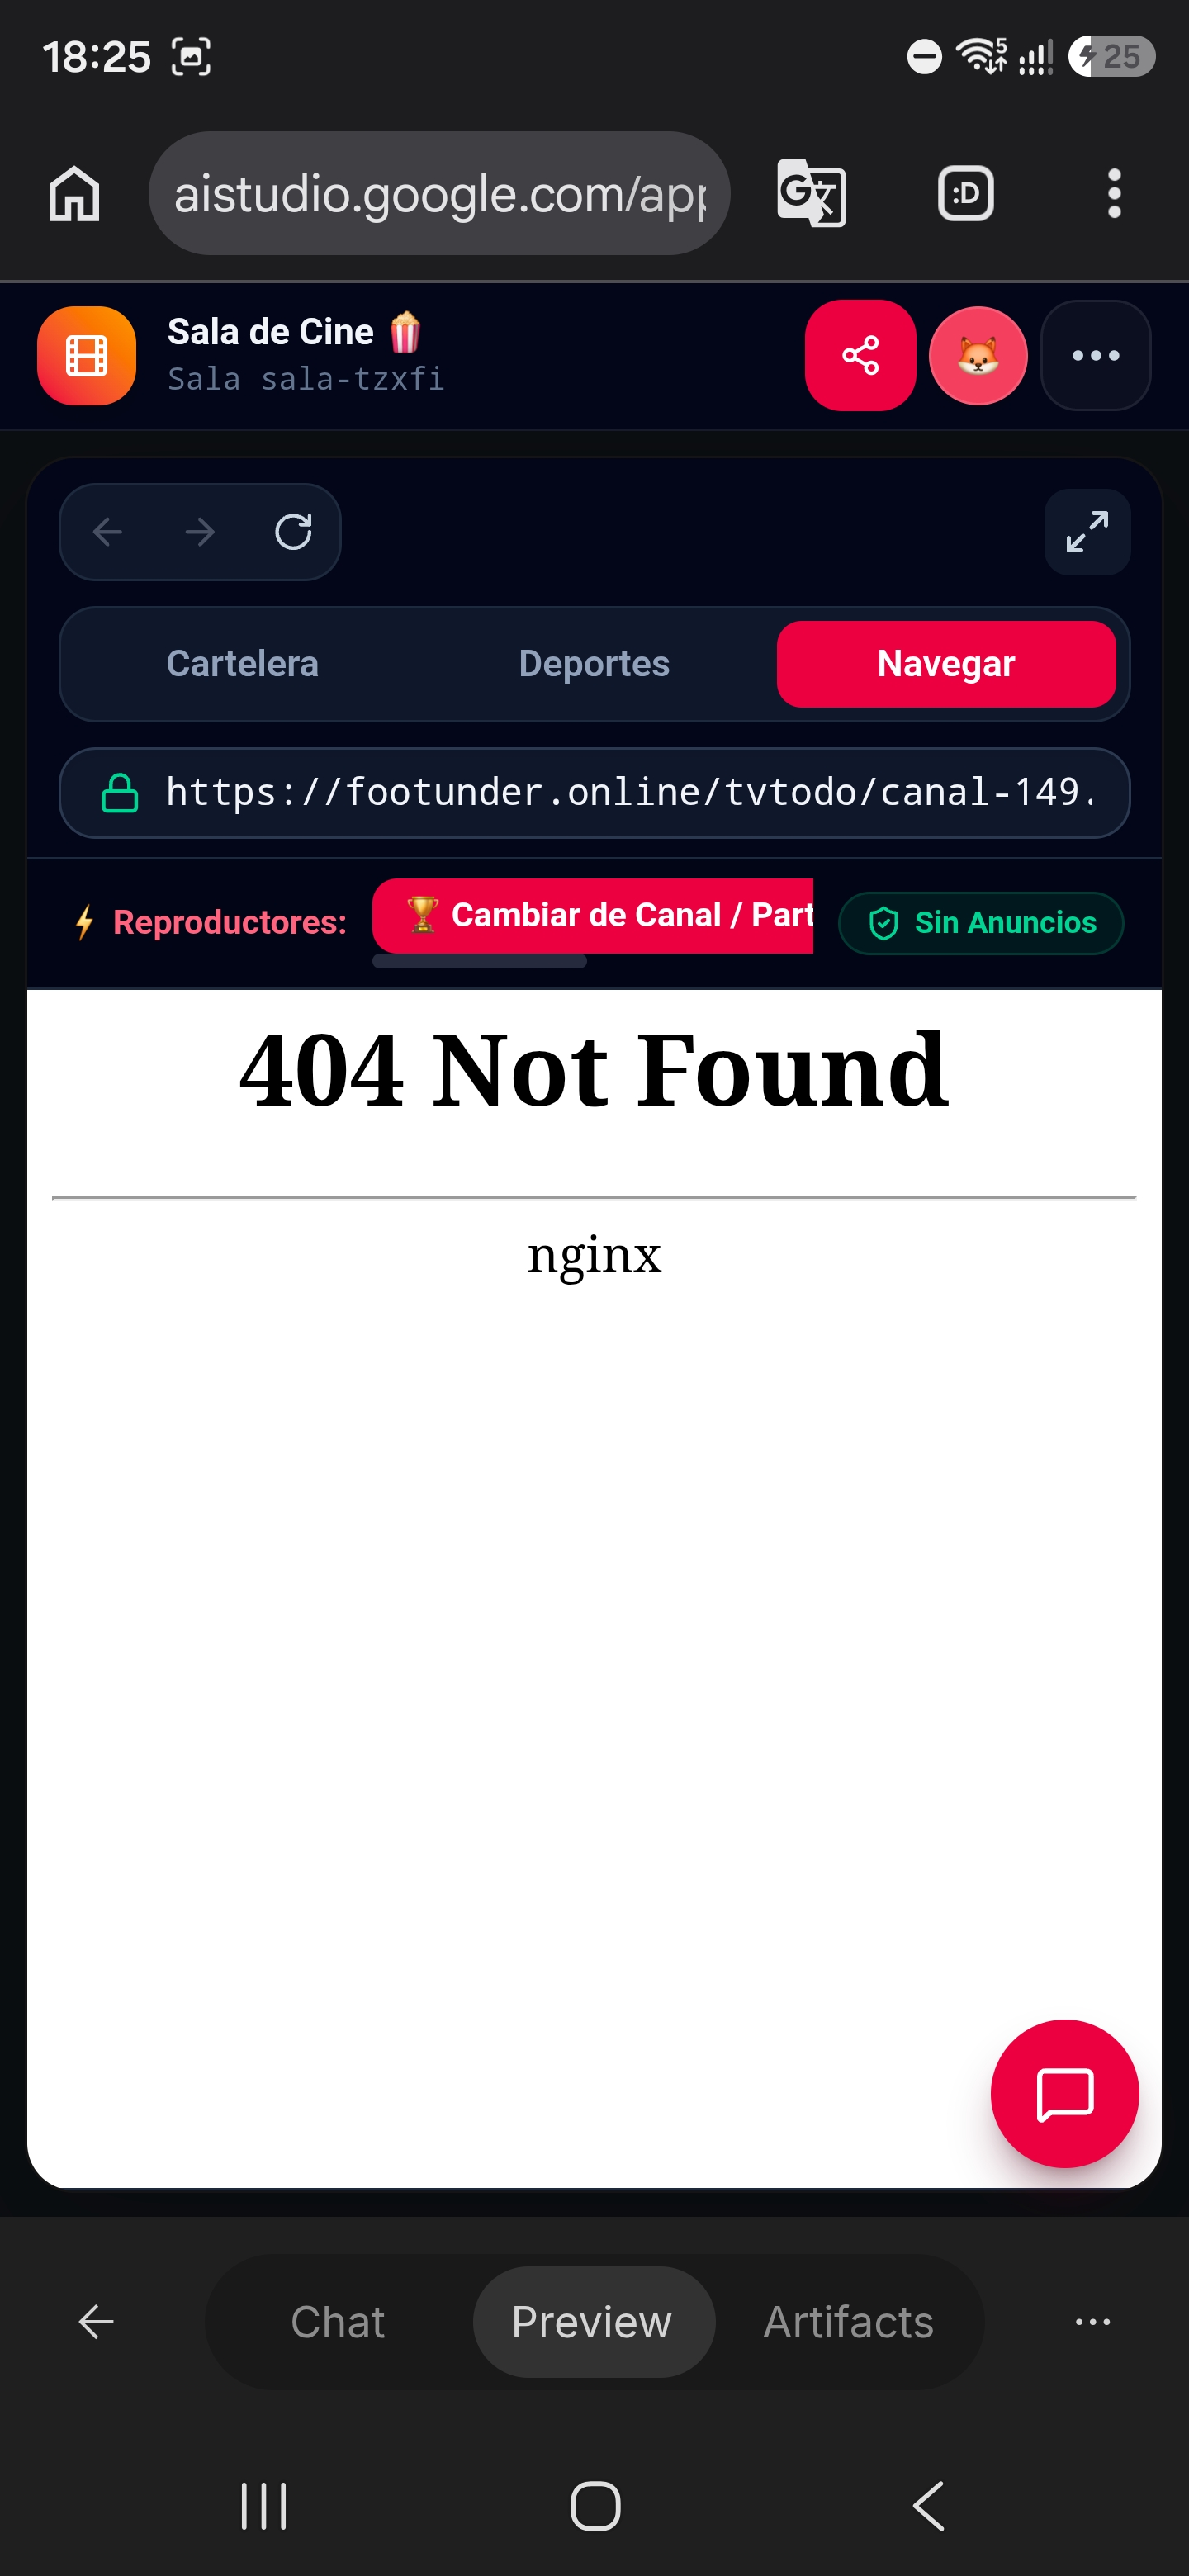 18:25
5
25
aistudio.google.com/app
:D
Sala de Cine
Sala sala-tzxfi
Cartelera
Deportes
Navegar
https://footunder.online/tvtodo/canal-149.
Reproductores:
Cambiar de Canal / Part
Sin Anuncios
404 Not Found
nginx
Chat
Preview
Artifacts